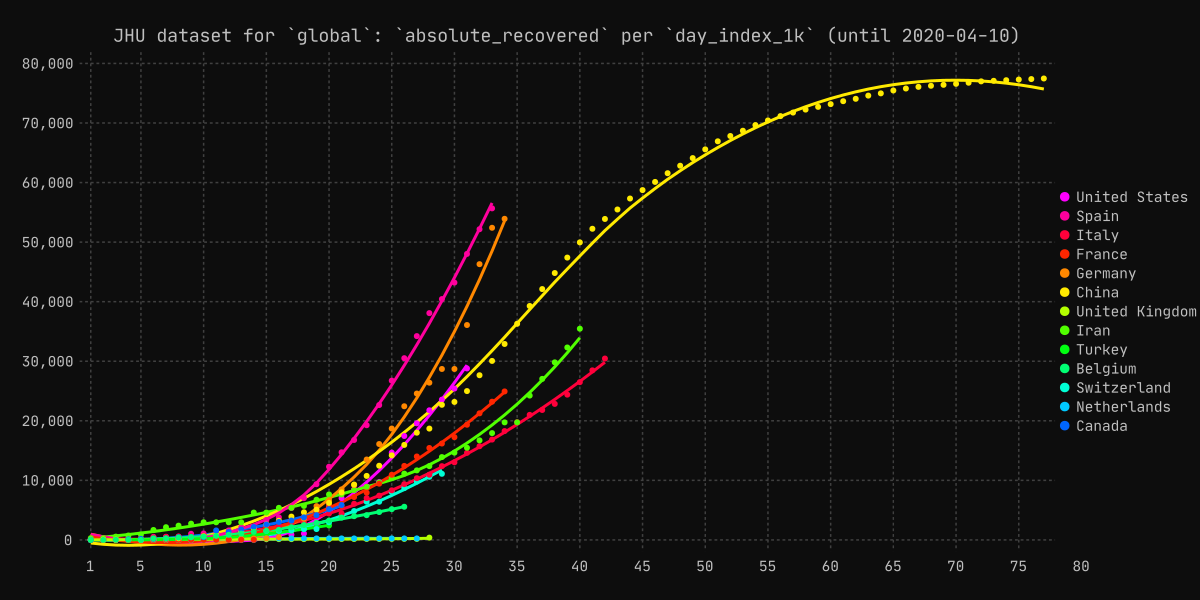 JHU dataset for `global`: `absolute_recovered` per `day_index_1k` (until 2020-04-10)
80,000
70,000
60,000
50,000
40,000
30,000
20,000
10,000
0
1 5 10 15 20 25 30 35 40 45 50 55 60 65 70 75 80
United States
Spain
Italy
France
Germany
China
United Kingdom
Iran
Turkey
Belgium
Switzerland
Netherlands
Canada